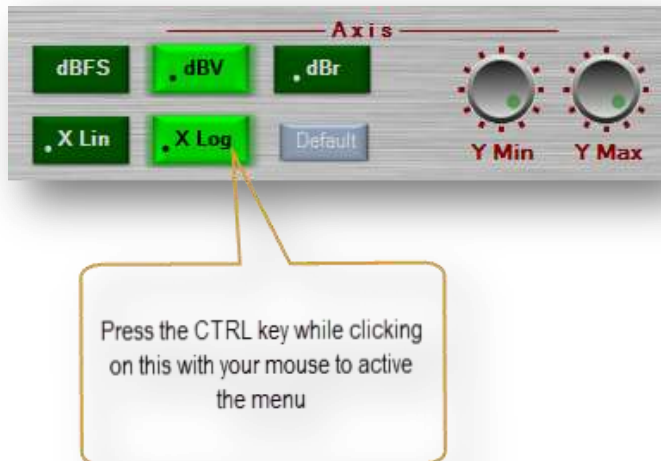 Axis
dBFS dBV dBr
X Lin X Log Default
Y Min Y Max
Press the CTRL key while clicking
on this with your mouse to active
the menu